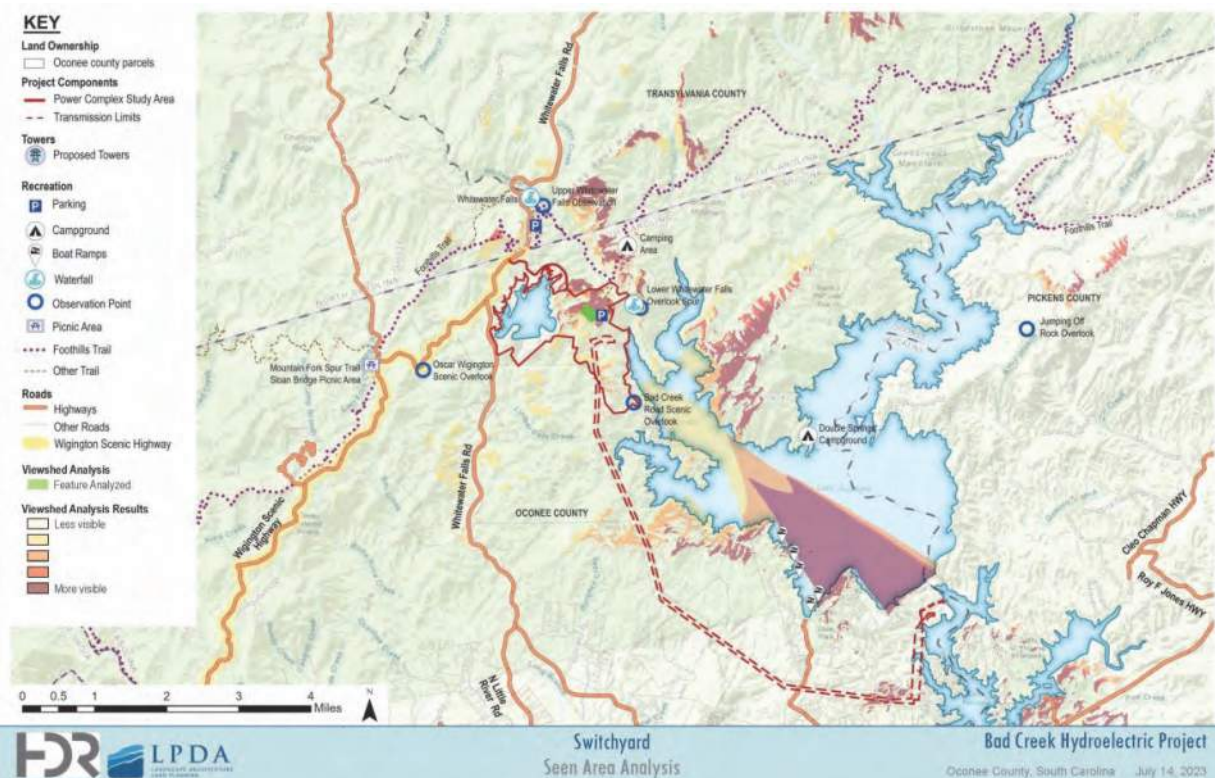 KEY
Land Ownership
Oconee county parcels
Project Components
Power Complex Study Area
Transmission Limits
Towers
Proposed Towers
Recreation
Parking
Campground
Boat Ramps
Waterfall
Observation Point
Picnic Area
Foothills Trail
Other Trail
Roads
Highways
Other Roads
Wigington Scenic Highway
Viewshed Analysis
Feature Analyzed
Viewshed Analysis Results
Less visible
More visible
Whitewater Falls Rd
TRANSYLVANIA COUNTY
Whitewater Falls
Upper Whitewater
Falls Observation
P
Foothills Trail
Foothills Trail
Camping
Area
Lower Whitewater Falls
Overlook Spur
P
PICKENS COUNTY
Jumping Off
Rock Overlook
Mountain Fork Spur Trail
Sloan Bridge Picnic Area
Oscar Wigington
Scenic Overlook
Bad Creek
Road Scenic
Overlook
Double Springs
Campground
Whitewater Falls Rd
OCONEE COUNTY
Wigington Scenic
Highway
Cleo Chapman HWY
Roy F Jones HWY
N Little
River Rd
0 0.5 1 2 3 4
Miles
N
HDR
LPDA
LANDSCAPE ARCHITECTURE
LAND PLANNING
Switchyard
Seen Area Analysis
Bad Creek Hydroelectric Project
Oconee County, South Carolina July 14, 2023